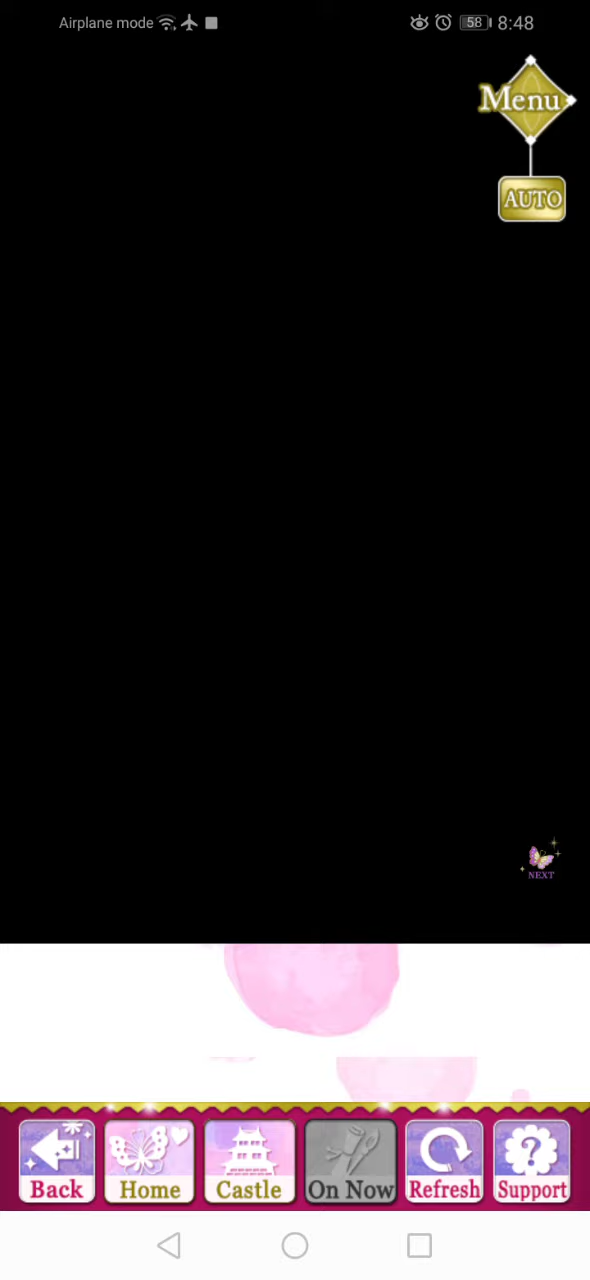 Airplane mode 58 8:48
Menu
AUTO
NEXT
Back Home Castle On Now Refresh Support